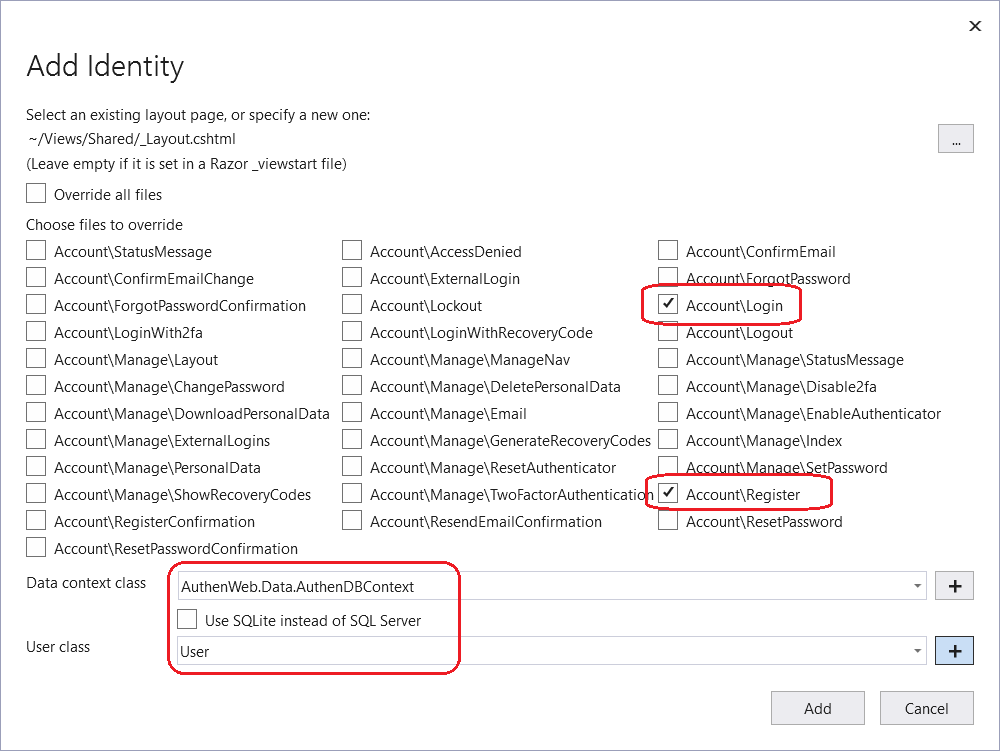 Add Identity
Select an existing layout page, or specify a new one:
~/Views/Shared/_Layout.cshtml
...
(Leave empty if it is set in a Razor _viewstart file)
Override all files
Choose files to override
Account\StatusMessage Account\AccessDenied Account\ConfirmEmail
Account\ConfirmEmailChange Account\ExternalLogin Account\ForgotPassword
Account\ForgotPasswordConfirmation Account\Lockout Account\Login
Account\LoginWith2fa Account\LoginWithRecoveryCode Account\Logout
Account\Manage\Layout Account\Manage\ManageNav Account\Manage\StatusMessage
Account\Manage\ChangePassword Account\Manage\DeletePersonalData Account\Manage\Disable2fa
Account\Manage\DownloadPersonalData Account\Manage\Email Account\Manage\EnableAuthenticator
Account\Manage\ExternalLogins Account\Manage\GenerateRecoveryCodes Account\Manage\Index
Account\Manage\PersonalData Account\Manage\ResetAuthenticator Account\Manage\SetPassword
Account\Manage\ShowRecoveryCodes Account\Manage\TwoFactorAuthentication Account\Register
Account\RegisterConfirmation Account\ResendEmailConfirmation Account\ResetPassword
Account\ResetPasswordConfirmation
Data context class AuthenWeb.Data.AuthenDBContext +
Use SQLite instead of SQL Server
User class User +
Add Cancel